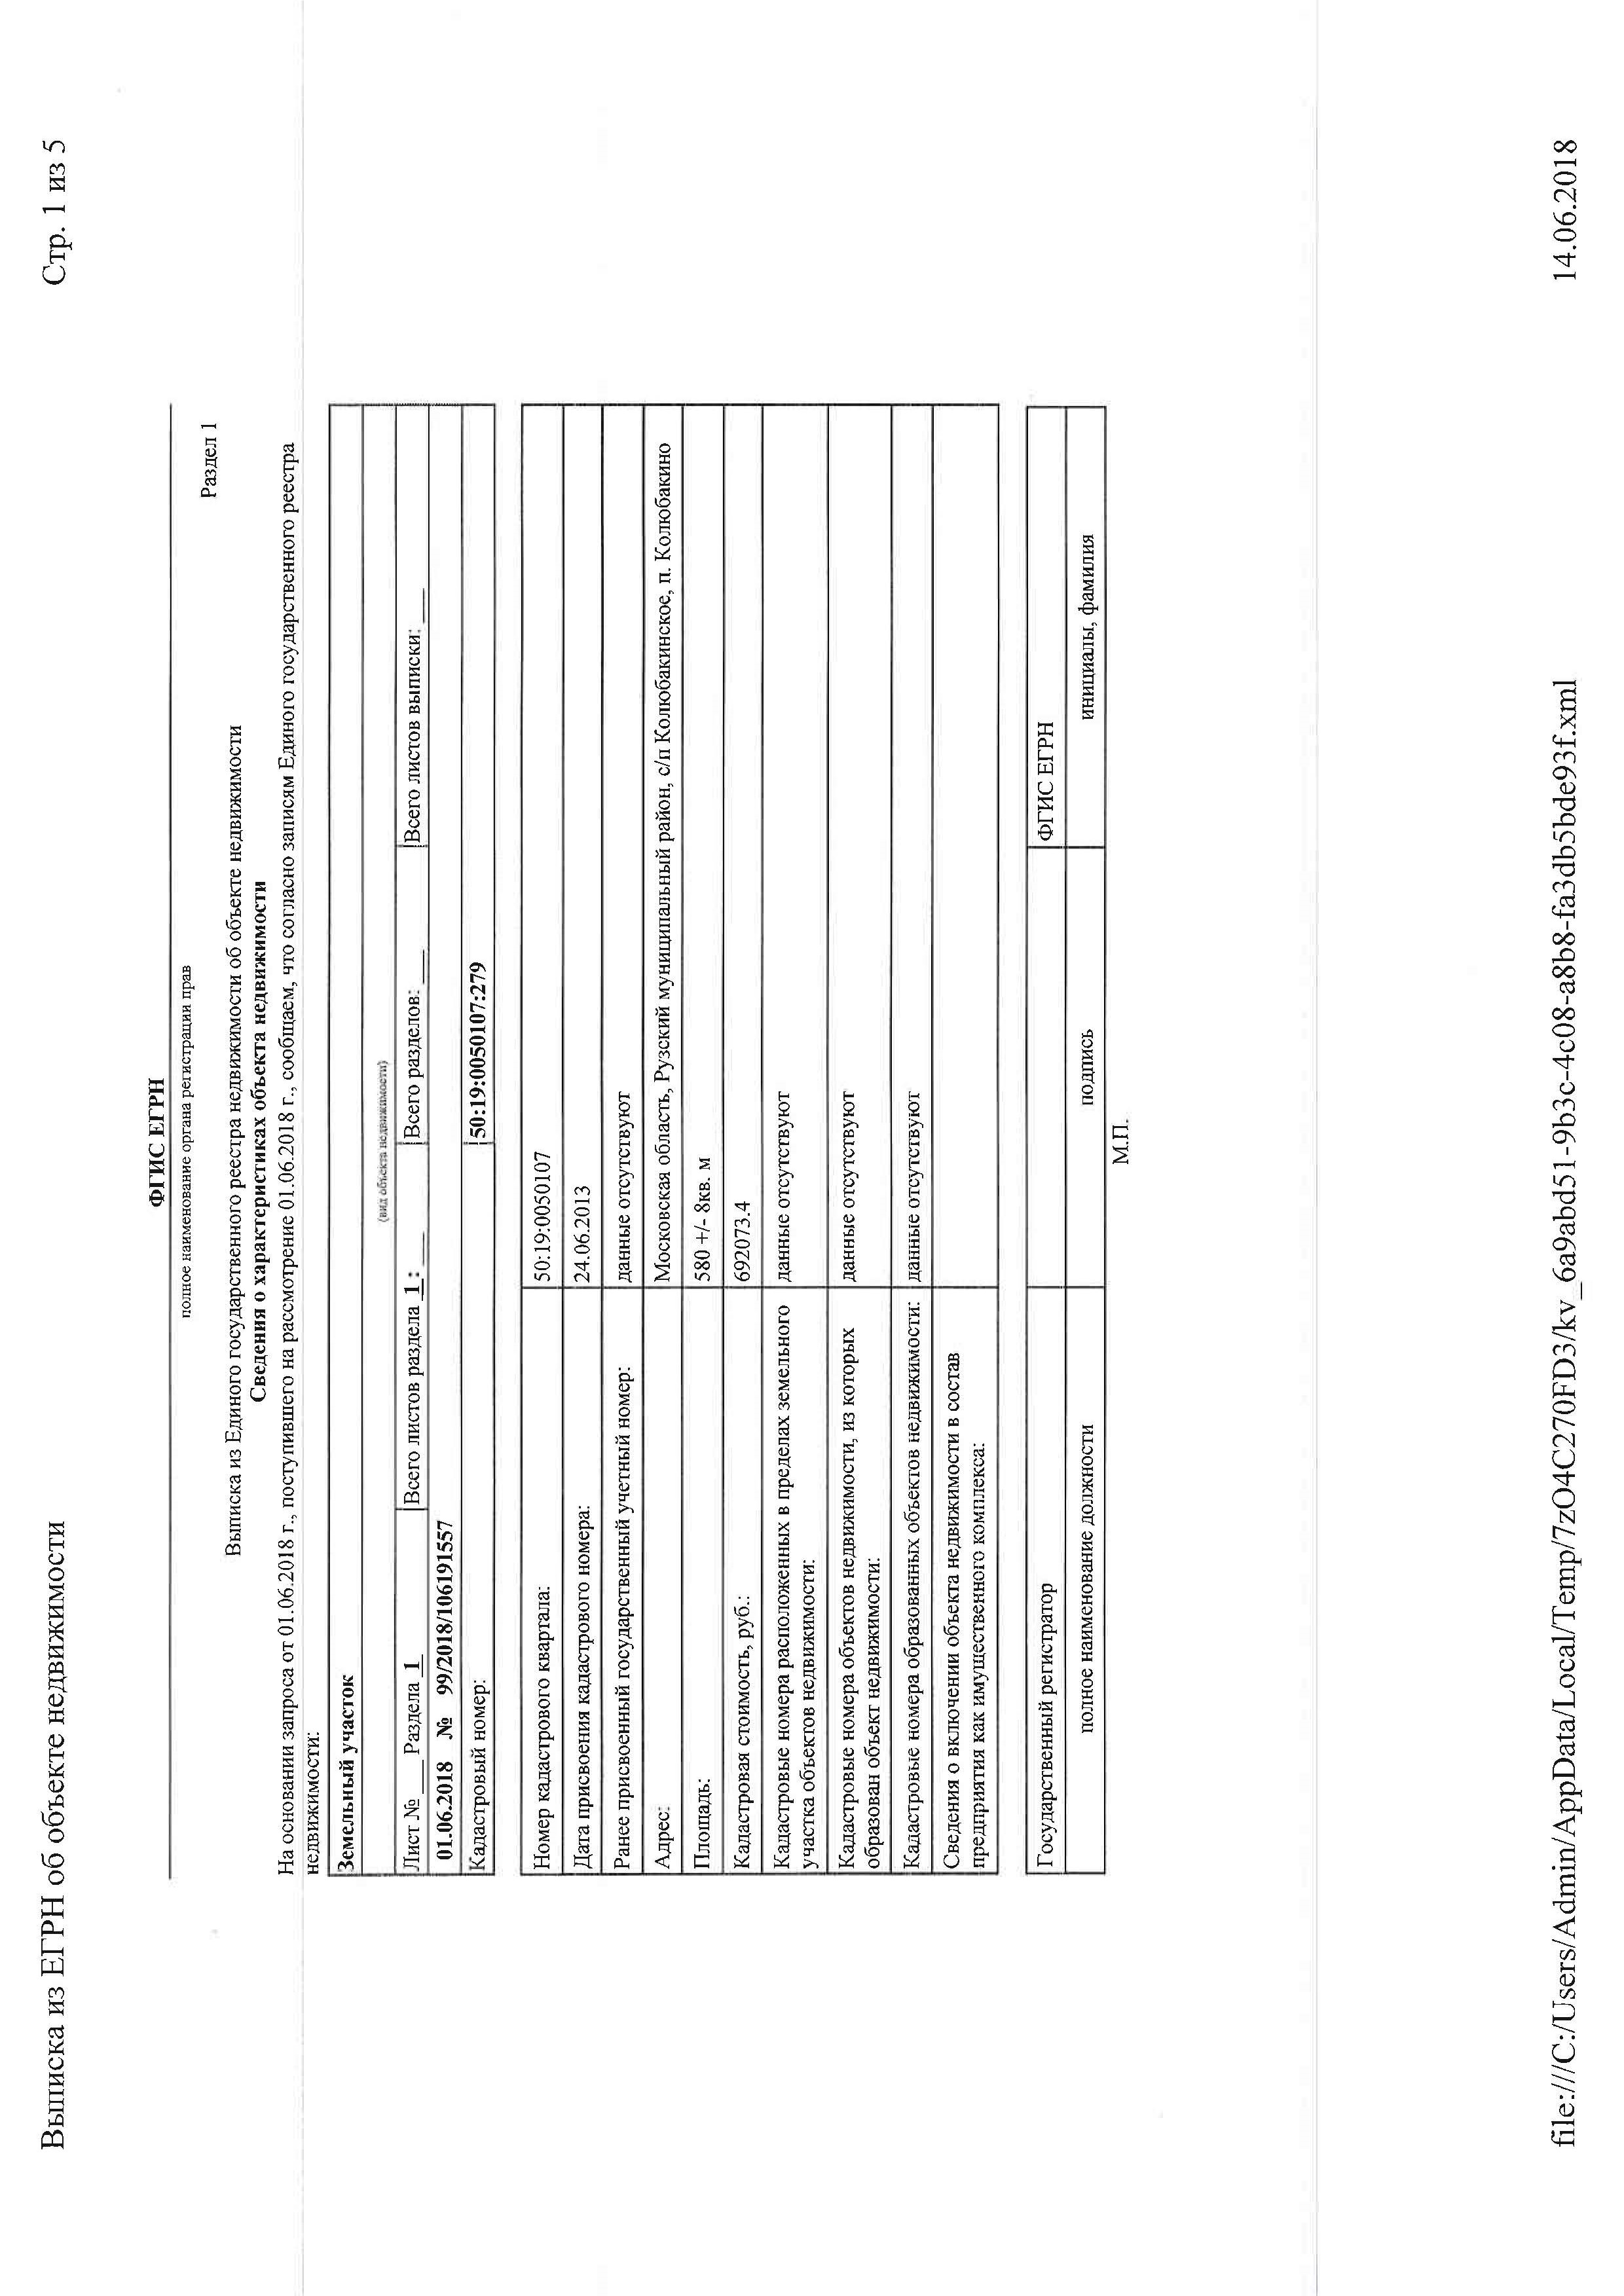 Выписка из ЕГРН об объекте недвижимости Стр. 1 из 5
ФГИС ЕГРН
полное наименование органа регистрации прав
Раздел 1
Выписка из Единого государственного реестра недвижимости об объекте недвижимости
Сведения о характеристиках объекта недвижимости
На основании запроса от 01.06.2018 г., поступившего на рассмотрение 01.06.2018 г., сообщаем, что согласно записям Единого государственного реестра
недвижимости:
Земельный участок
(вид объекта недвижимости)
Лист № ___ Раздела 1 Всего листов раздела 1 : ___ Всего разделов: ___ Всего листов выписки: ___
01.06.2018 № 99/2018/106191557
Кадастровый номер: 50:19:0050107:279
Номер кадастрового квартала: 50:19:0050107
Дата присвоения кадастрового номера: 24.06.2013
Ранее присвоенный государственный учетный номер: данные отсутствуют
Адрес: Московская область, Рузский муниципальный район, с/п Колюбакинское, п. Колюбакино
Площадь: 580 +/- 8кв. м
Кадастровая стоимость, руб.: 692073.4
Кадастровые номера расположенных в пределах земельного данные отсутствуют
участка объектов недвижимости:
Кадастровые номера объектов недвижимости, из которых данные отсутствуют
образован объект недвижимости:
Кадастровые номера образованных объектов недвижимости: данные отсутствуют
Сведения о включении объекта недвижимости в состав
предприятия как имущественного комплекса:
Государственный регистратор ФГИС ЕГРН
полное наименование должности подпись инициалы, фамилия
М.П.
file:///C:/Users/Admin/AppData/Local/Temp/7zO4C270FD3/kv_6a9abd51-9b3c-4c08-a8b8-fa3db5bde93f.xml 14.06.2018